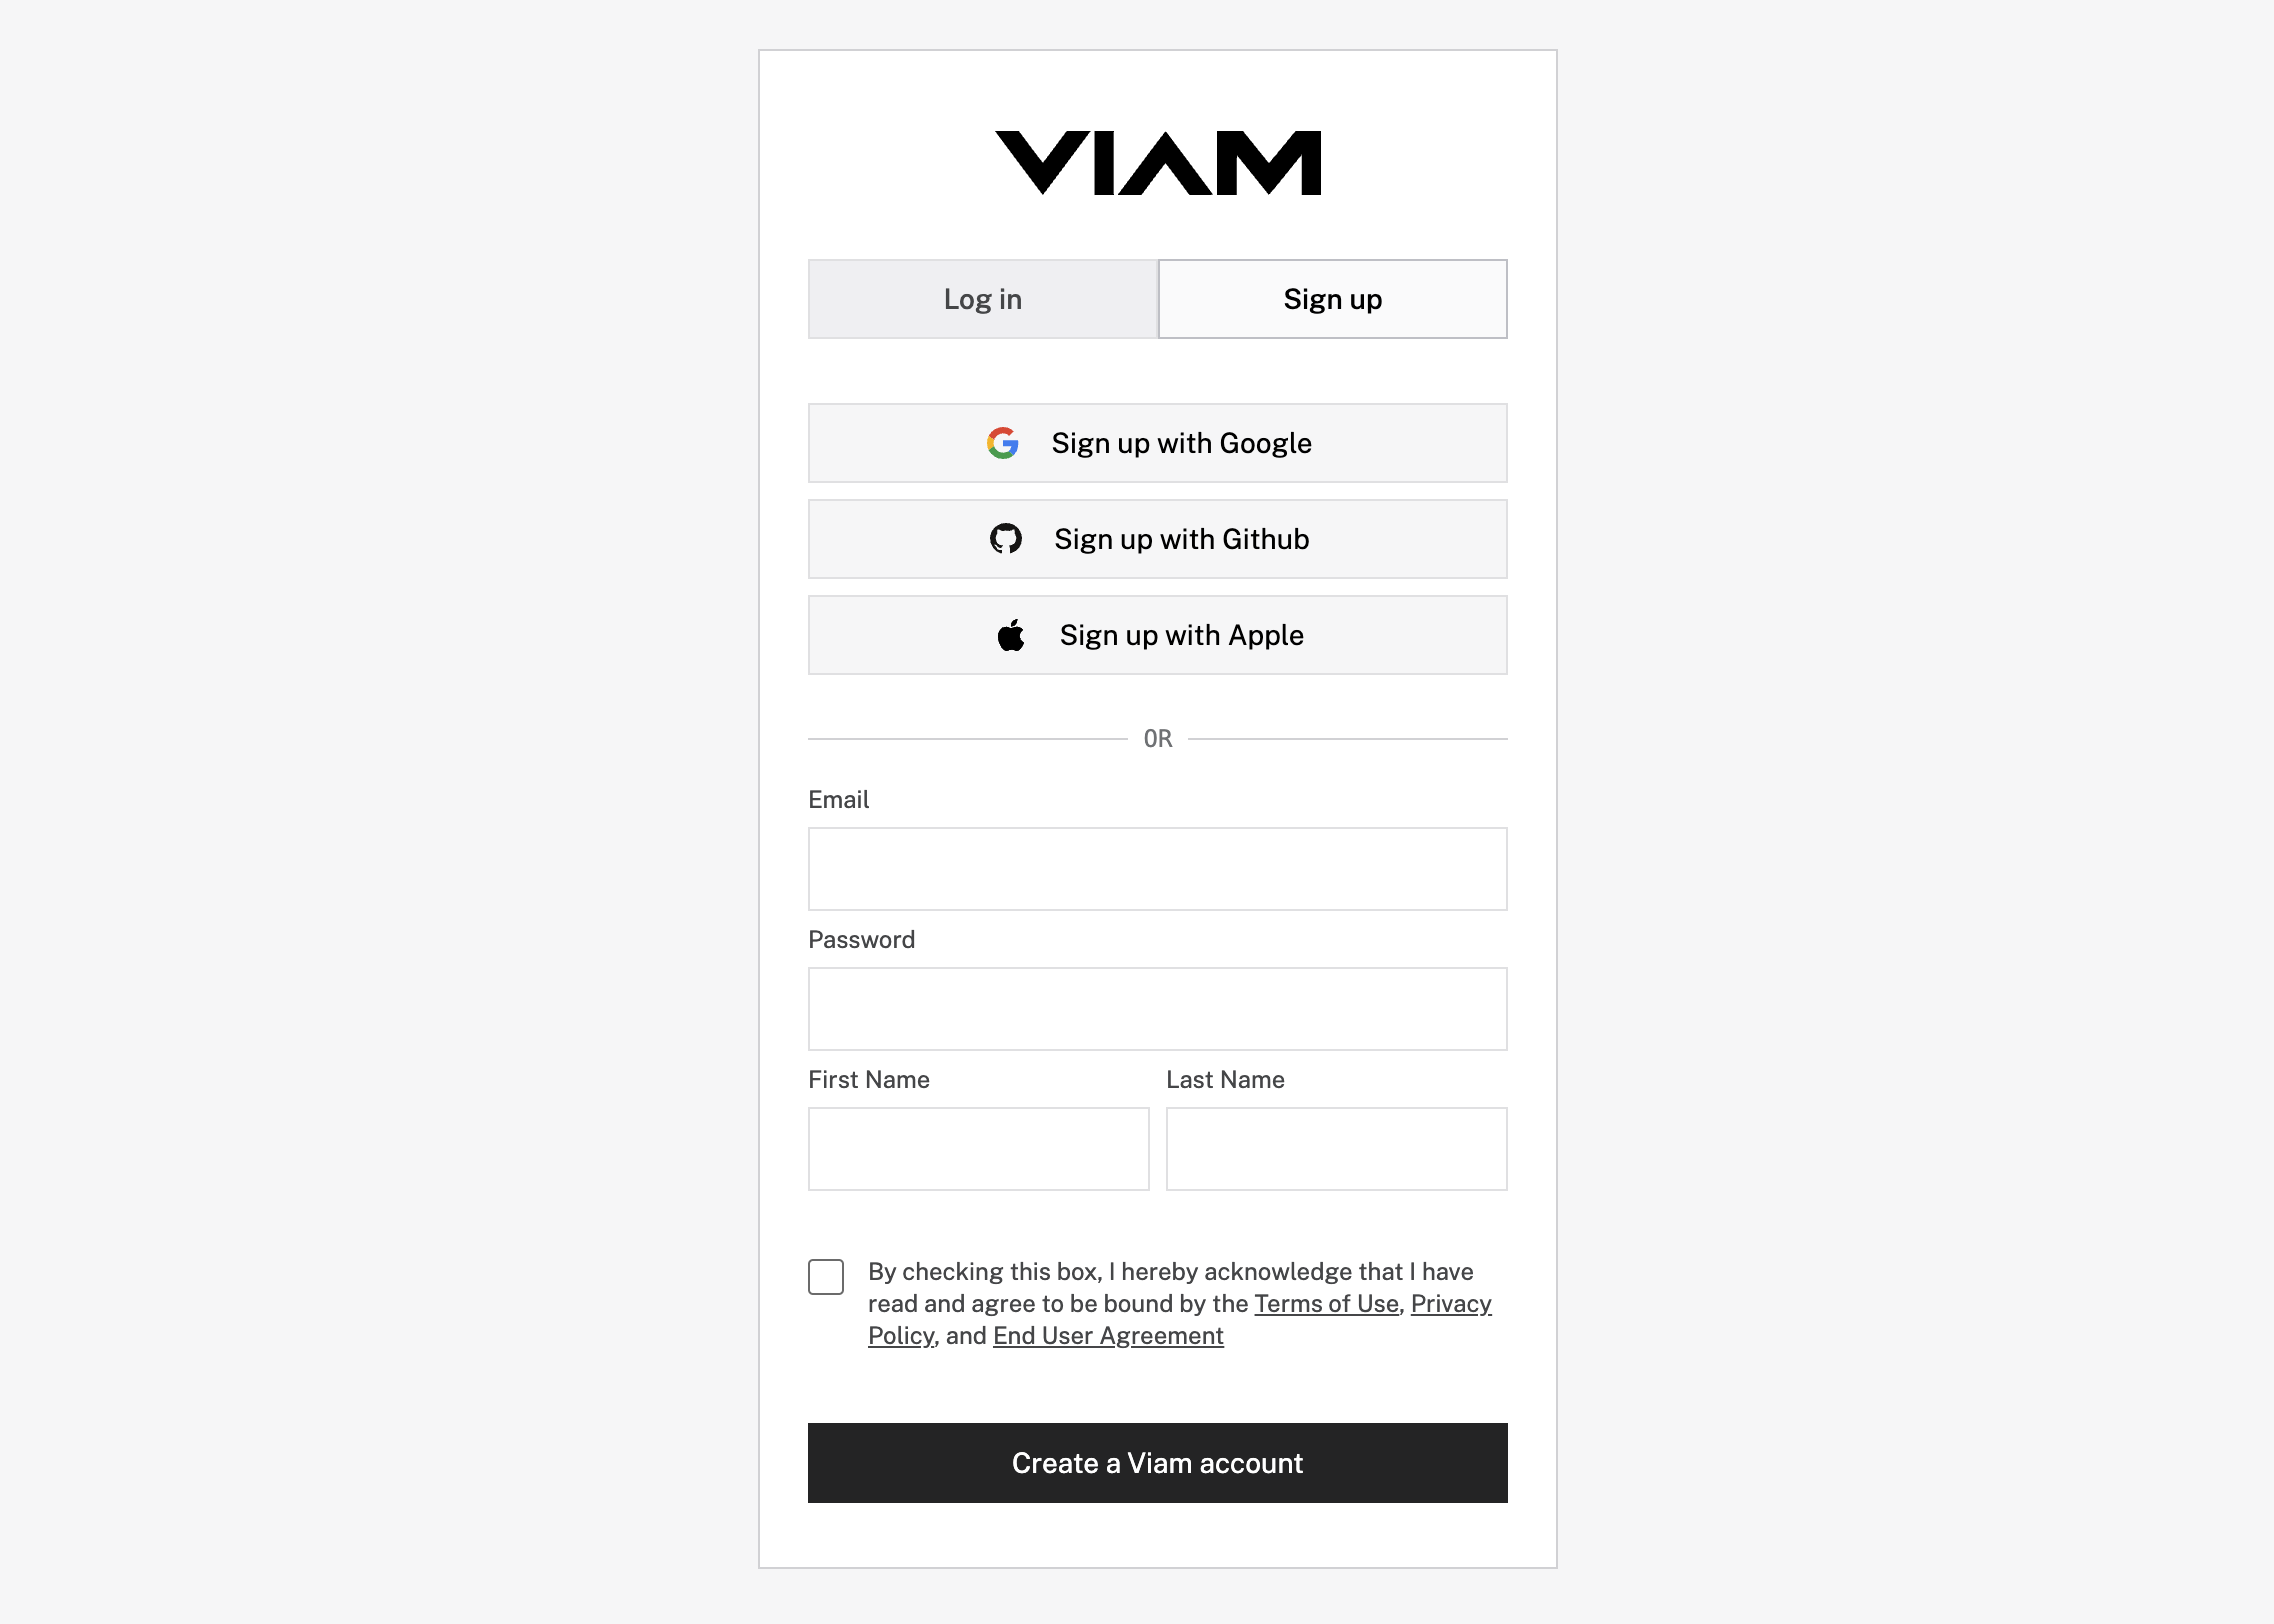 VIAM
Log in
Sign up
Sign up with Google
Sign up with Github
Sign up with Apple
OR
Email
Password
First Name
Last Name
By checking this box, I hereby acknowledge that I have
read and agree to be bound by the Terms of Use, Privacy
Policy, and End User Agreement
Create a Viam account